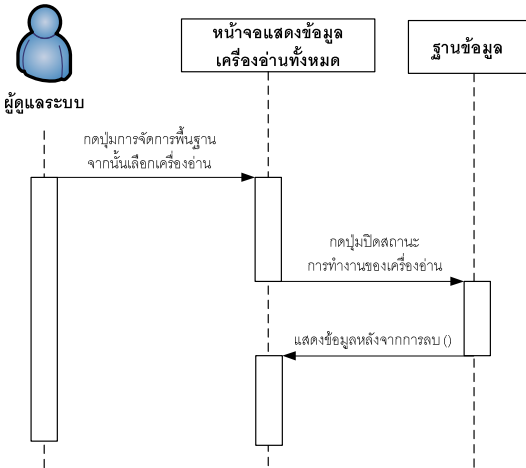 หน้าจอแสดงข้อมูล
เครื่องอ่านทั้งหมด
ฐานข้อมูล
ผู้ดูแลระบบ
กดปุ่มการจัดการพื้นฐาน
จากนั้นเลือกเครื่องอ่าน
กดปุ่มปิดสถานะ
การทำงานของเครื่องอ่าน
แสดงข้อมูลหลังจากการลบ ()